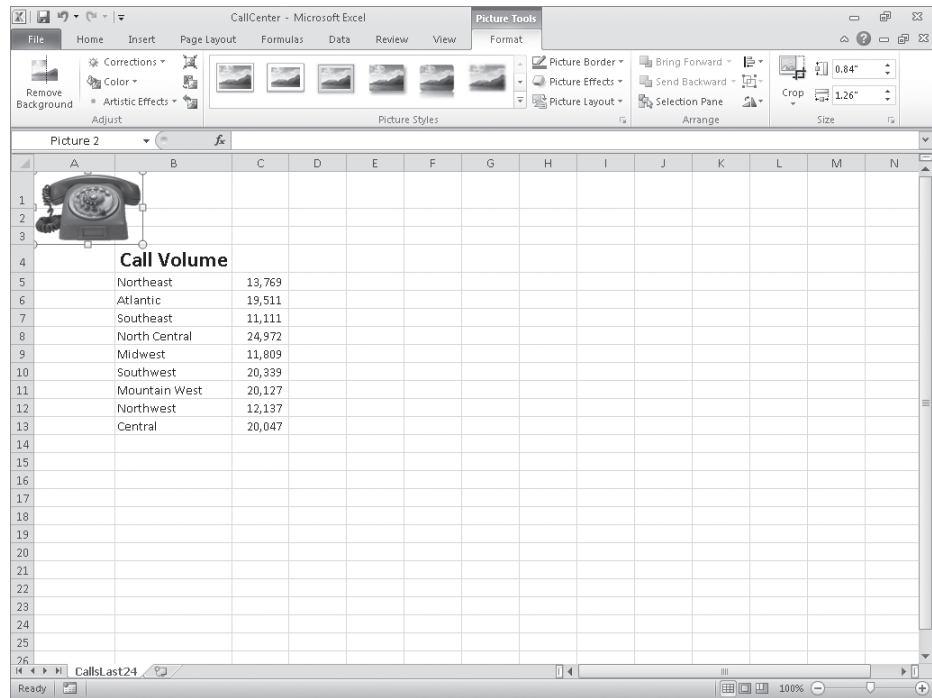 CallCenter - Microsoft Excel
Picture Tools
File Home Insert Page Layout Formulas Data Review View Format
Remove Background
Corrections
Color
Artistic Effects
Adjust
Picture Styles
Picture Border
Picture Effects
Picture Layout
Bring Forward
Send Backward
Selection Pane
Arrange
Crop
0.84"
1.26"
Size
Picture 2
fx
A B C D E F G H I J K L M N
1
2
3
4 Call Volume
5 Northeast 13,769
6 Atlantic 19,511
7 Southeast 11,111
8 North Central 24,972
9 Midwest 11,809
10 Southwest 20,339
11 Mountain West 20,127
12 Northwest 12,137
13 Central 20,047
14
15
16
17
18
19
20
21
22
23
24
25
26
CallsLast24
Ready
100%